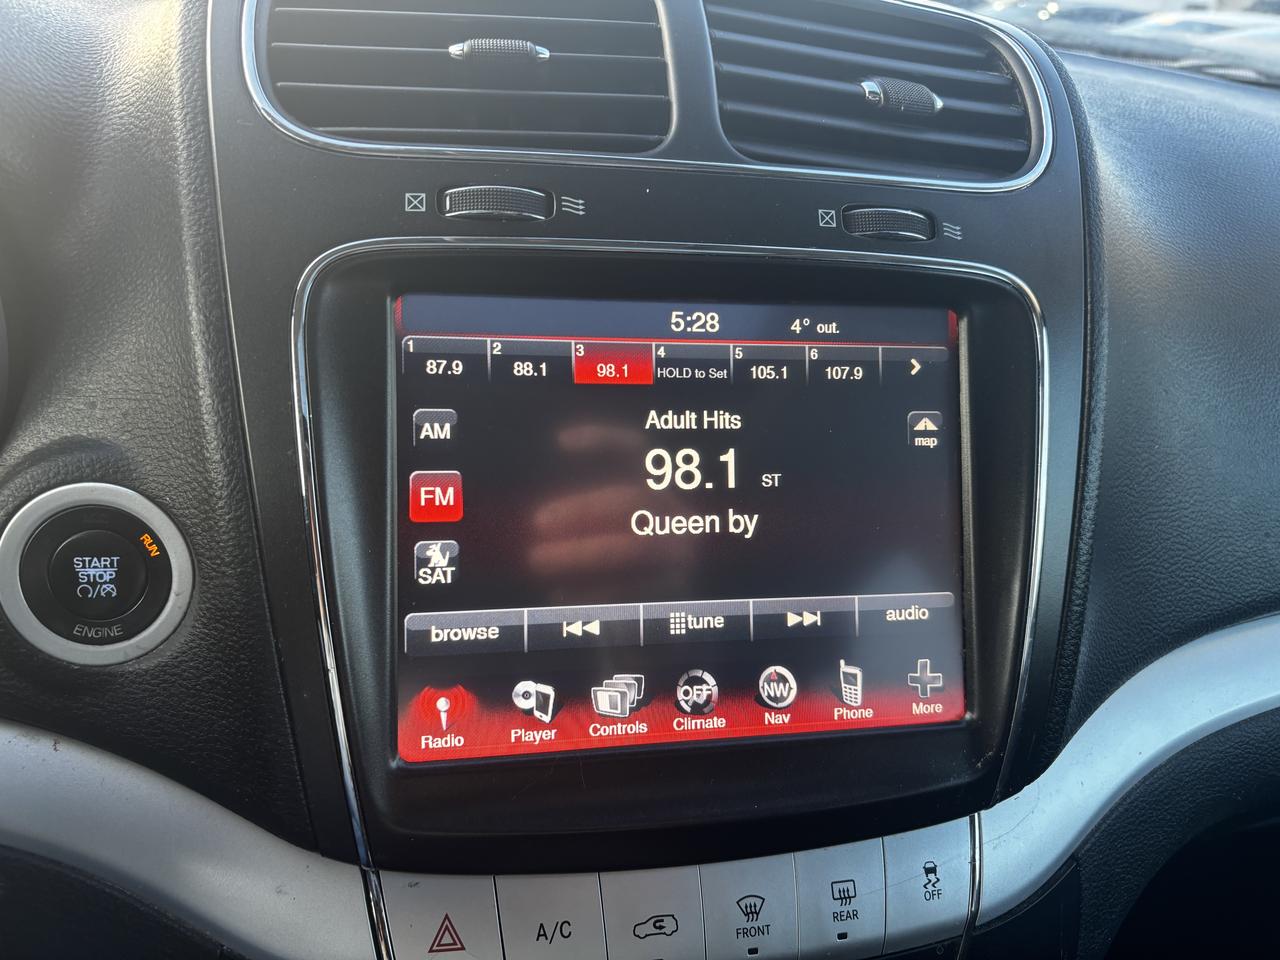 5:28 4° out.
1 2 3 4 5 6
87.9 88.1 98.1 HOLD to Set 105.1 107.9
AM
Adult Hits
map
98.1 ST
FM
Queen by
SAT
RUN
START
STOP
ENGINE
browse tune audio
OFF NW
Radio Player Controls Climate Nav Phone More
A/C FRONT REAR OFF